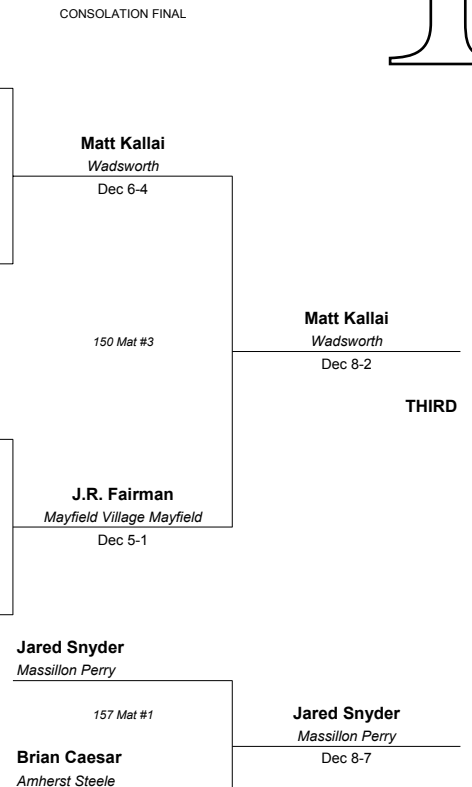 CONSOLATION FINAL
Matt Kallai
Wadsworth
Dec 6-4
150 Mat #3
Matt Kallai
Wadsworth
Dec 8-2
THIRD
J.R. Fairman
Mayfield Village Mayfield
Dec 5-1
Jared Snyder
Massillon Perry
157 Mat #1
Jared Snyder
Massillon Perry
Dec 8-7
Brian Caesar
Amherst Steele